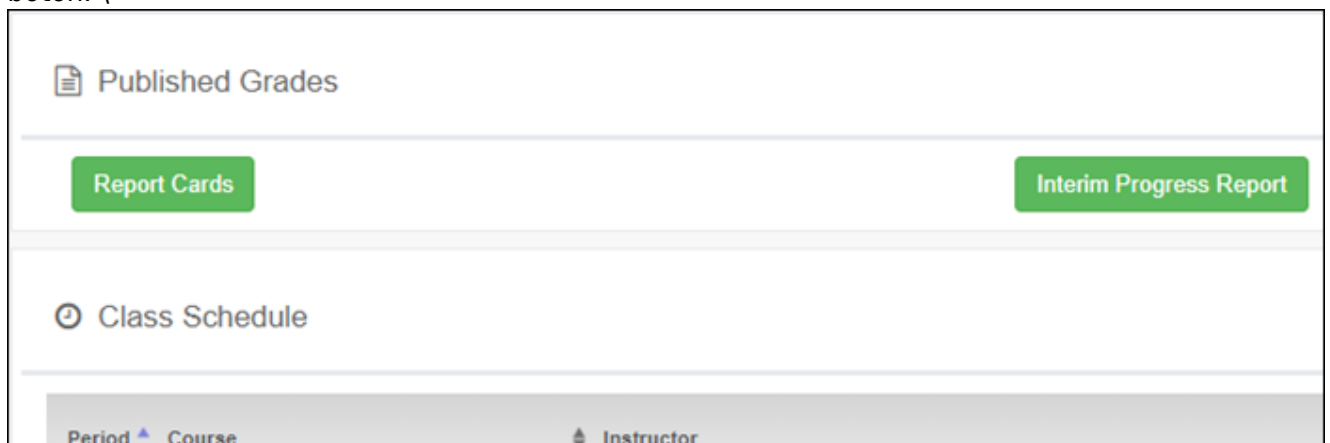 Published Grades
Report Cards Interim Progress Report
Class Schedule
Period Course Instructor